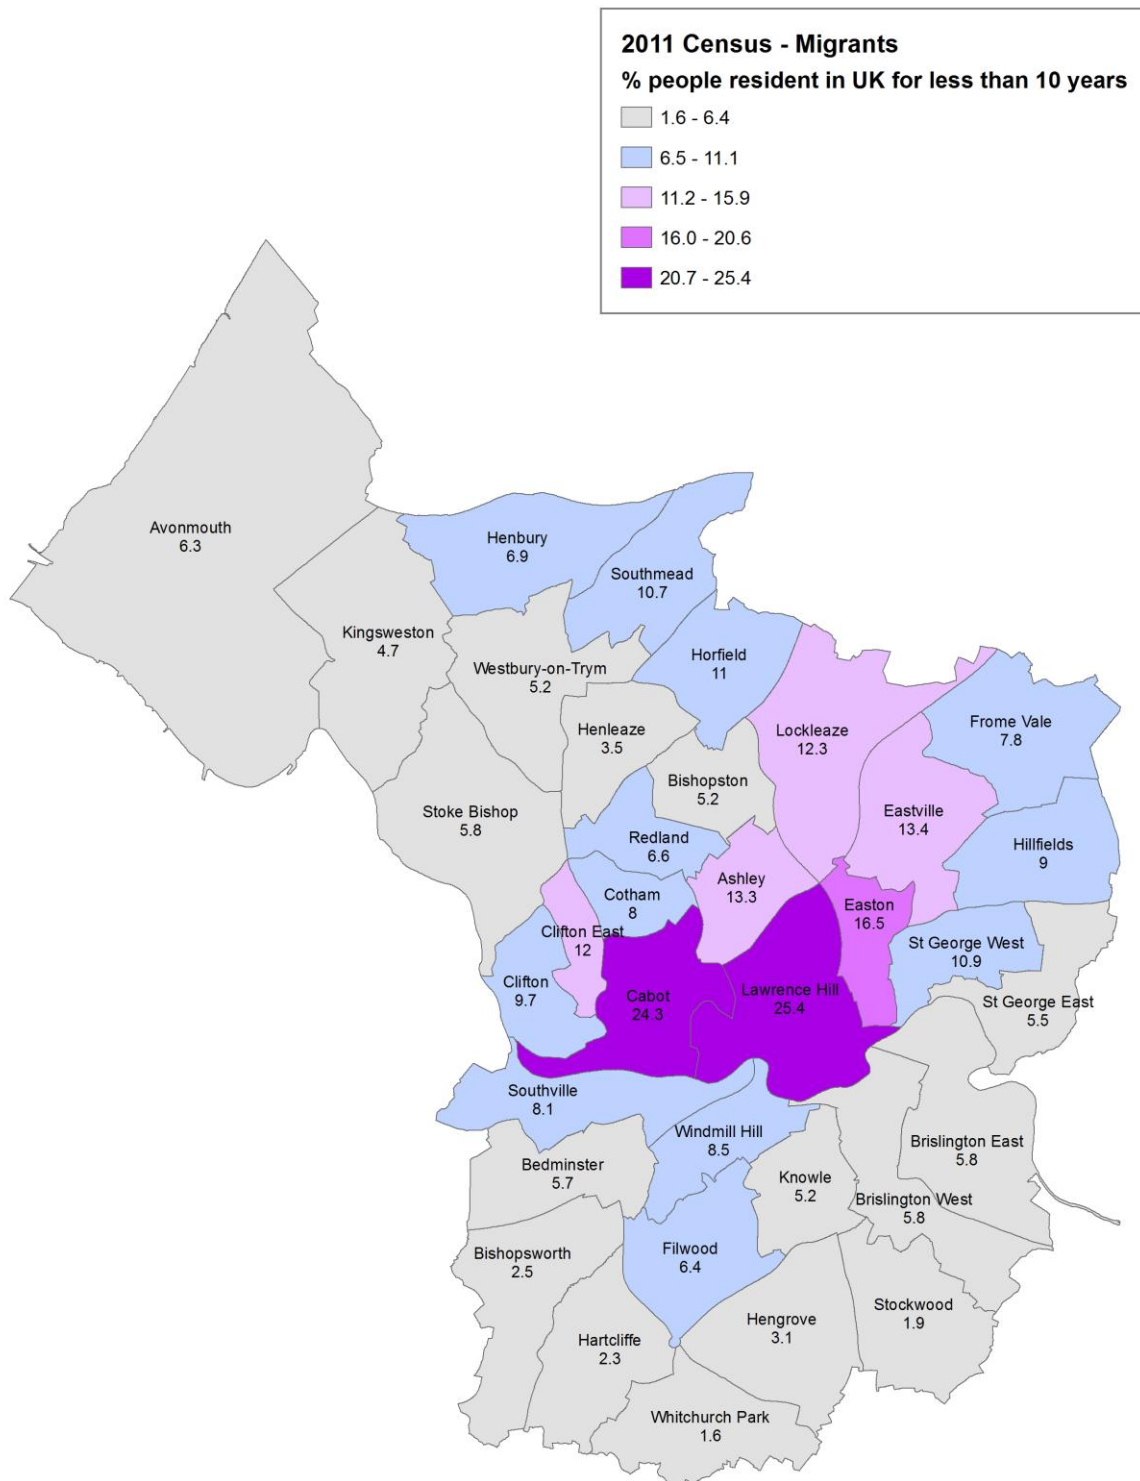 2011 Census - Migrants
% people resident in UK for less than 10 years
1.6 - 6.4
6.5 - 11.1
11.2 - 15.9
16.0 - 20.6
20.7 - 25.4
Avonmouth
6.3
Henbury
6.9
Southmead
10.7
Kingsweston
4.7
Westbury-on-Trym
5.2
Horfield
11
Lockleaze
12.3
Frome Vale
7.8
Henleaze
3.5
Bishopston
5.2
Stoke Bishop
5.8
Eastville
13.4
Redland
6.6
Hillfields
9
Cotham
8
Ashley
13.3
Easton
16.5
Clifton East
12
St George West
10.9
Clifton
9.7
Cabot
24.3
Lawrence Hill
25.4
St George East
5.5
Southville
8.1
Windmill Hill
8.5
Brislington East
5.8
Bedminster
5.7
Knowle
5.2
Brislington West
5.8
Bishopsworth
2.5
Filwood
6.4
Stockwood
1.9
Hengrove
3.1
Hartcliffe
2.3
Whitchurch Park
1.6